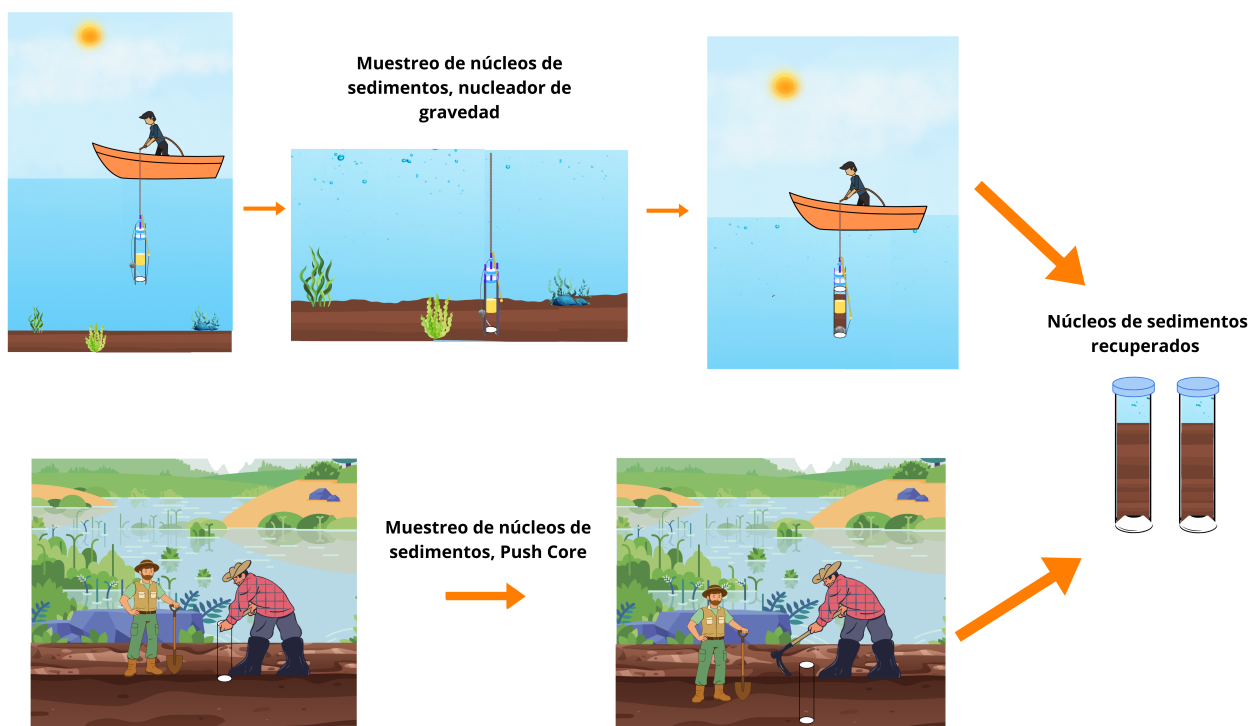 Muestreo de núcleos de
sedimentos, nucleador de
gravedad
Núcleos de sedimentos
recuperados
Muestreo de núcleos de
sedimentos, Push Core